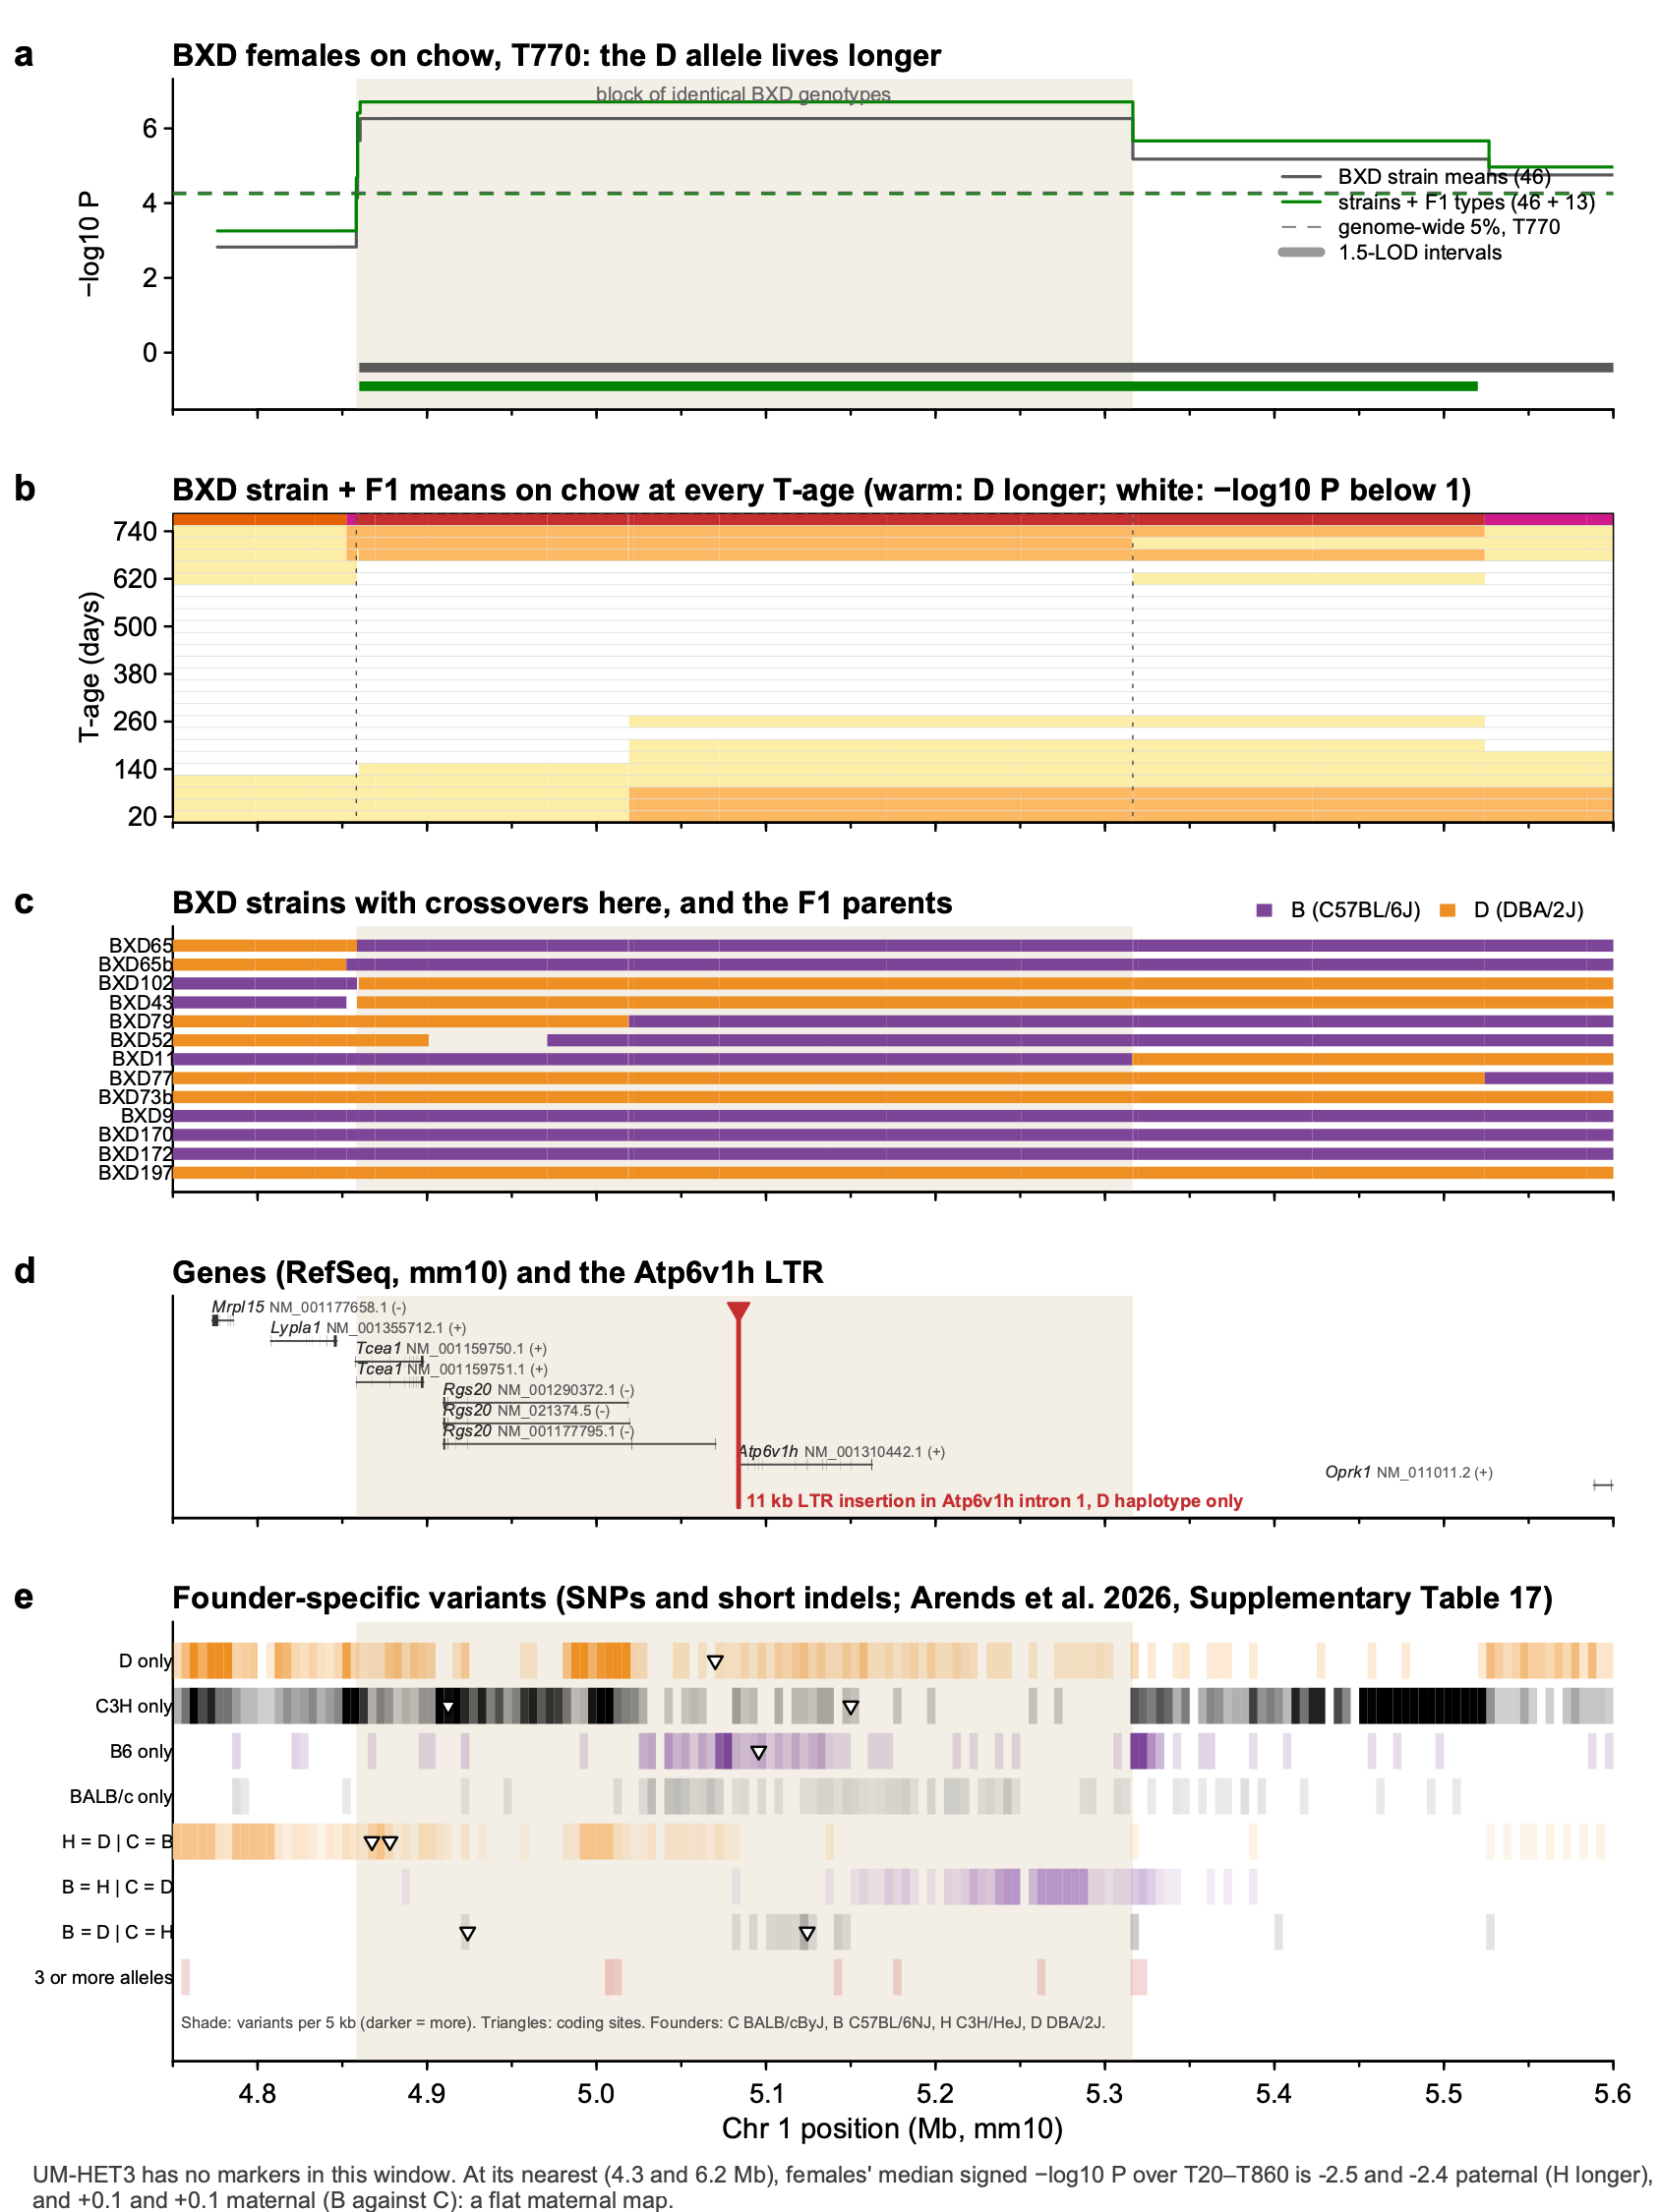 a
BXD females on chow, T770: the D allele lives longer
block of identical BXD genotypes
6
4
2
0
−log10 P
BXD strain means (46)
strains + F1 types (46 + 13)
genome-wide 5%, T770
1.5-LOD intervals
b
BXD strain + F1 means on chow at every T-age (warm: D longer; white: −log10 P below 1)
740
620
500
380
260
140
20
T-age (days)
c
BXD strains with crossovers here, and the F1 parents
B (C57BL/6J)
D (DBA/2J)
BXD65
BXD65b
BXD102
BXD43
BXD79
BXD52
BXD11
BXD77
BXD73b
BXD9
BXD170
BXD172
BXD197
d
Genes (RefSeq, mm10) and the Atp6v1h LTR
Mrpl15 NM_001177658.1 (-)
Lypla1 NM_001355712.1 (+)
Tcea1 NM_001159750.1 (+)
Tcea1 NM_001159751.1 (+)
Rgs20 NM_001290372.1 (-)
Rgs20 NM_021374.5 (-)
Rgs20 NM_001177795.1 (-)
Atp6v1h NM_001310442.1 (+)
Oprk1 NM_011011.2 (+)
11 kb LTR insertion in Atp6v1h intron 1, D haplotype only
e
Founder-specific variants (SNPs and short indels; Arends et al. 2026, Supplementary Table 17)
D only
C3H only
B6 only
BALB/c only
H = D | C = B
B = H | C = D
B = D | C = H
3 or more alleles
Shade: variants per 5 kb (darker = more). Triangles: coding sites. Founders: C BALB/cByJ, B C57BL/6NJ, H C3H/HeJ, D DBA/2J.
4.8
4.9
5.0
5.1
5.2
5.3
5.4
5.5
5.6
Chr 1 position (Mb, mm10)
UM-HET3 has no markers in this window. At its nearest (4.3 and 6.2 Mb), females' median signed −log10 P over T20–T860 is -2.5 and -2.4 paternal (H longer),
and +0.1 and +0.1 maternal (B against C): a flat maternal map.